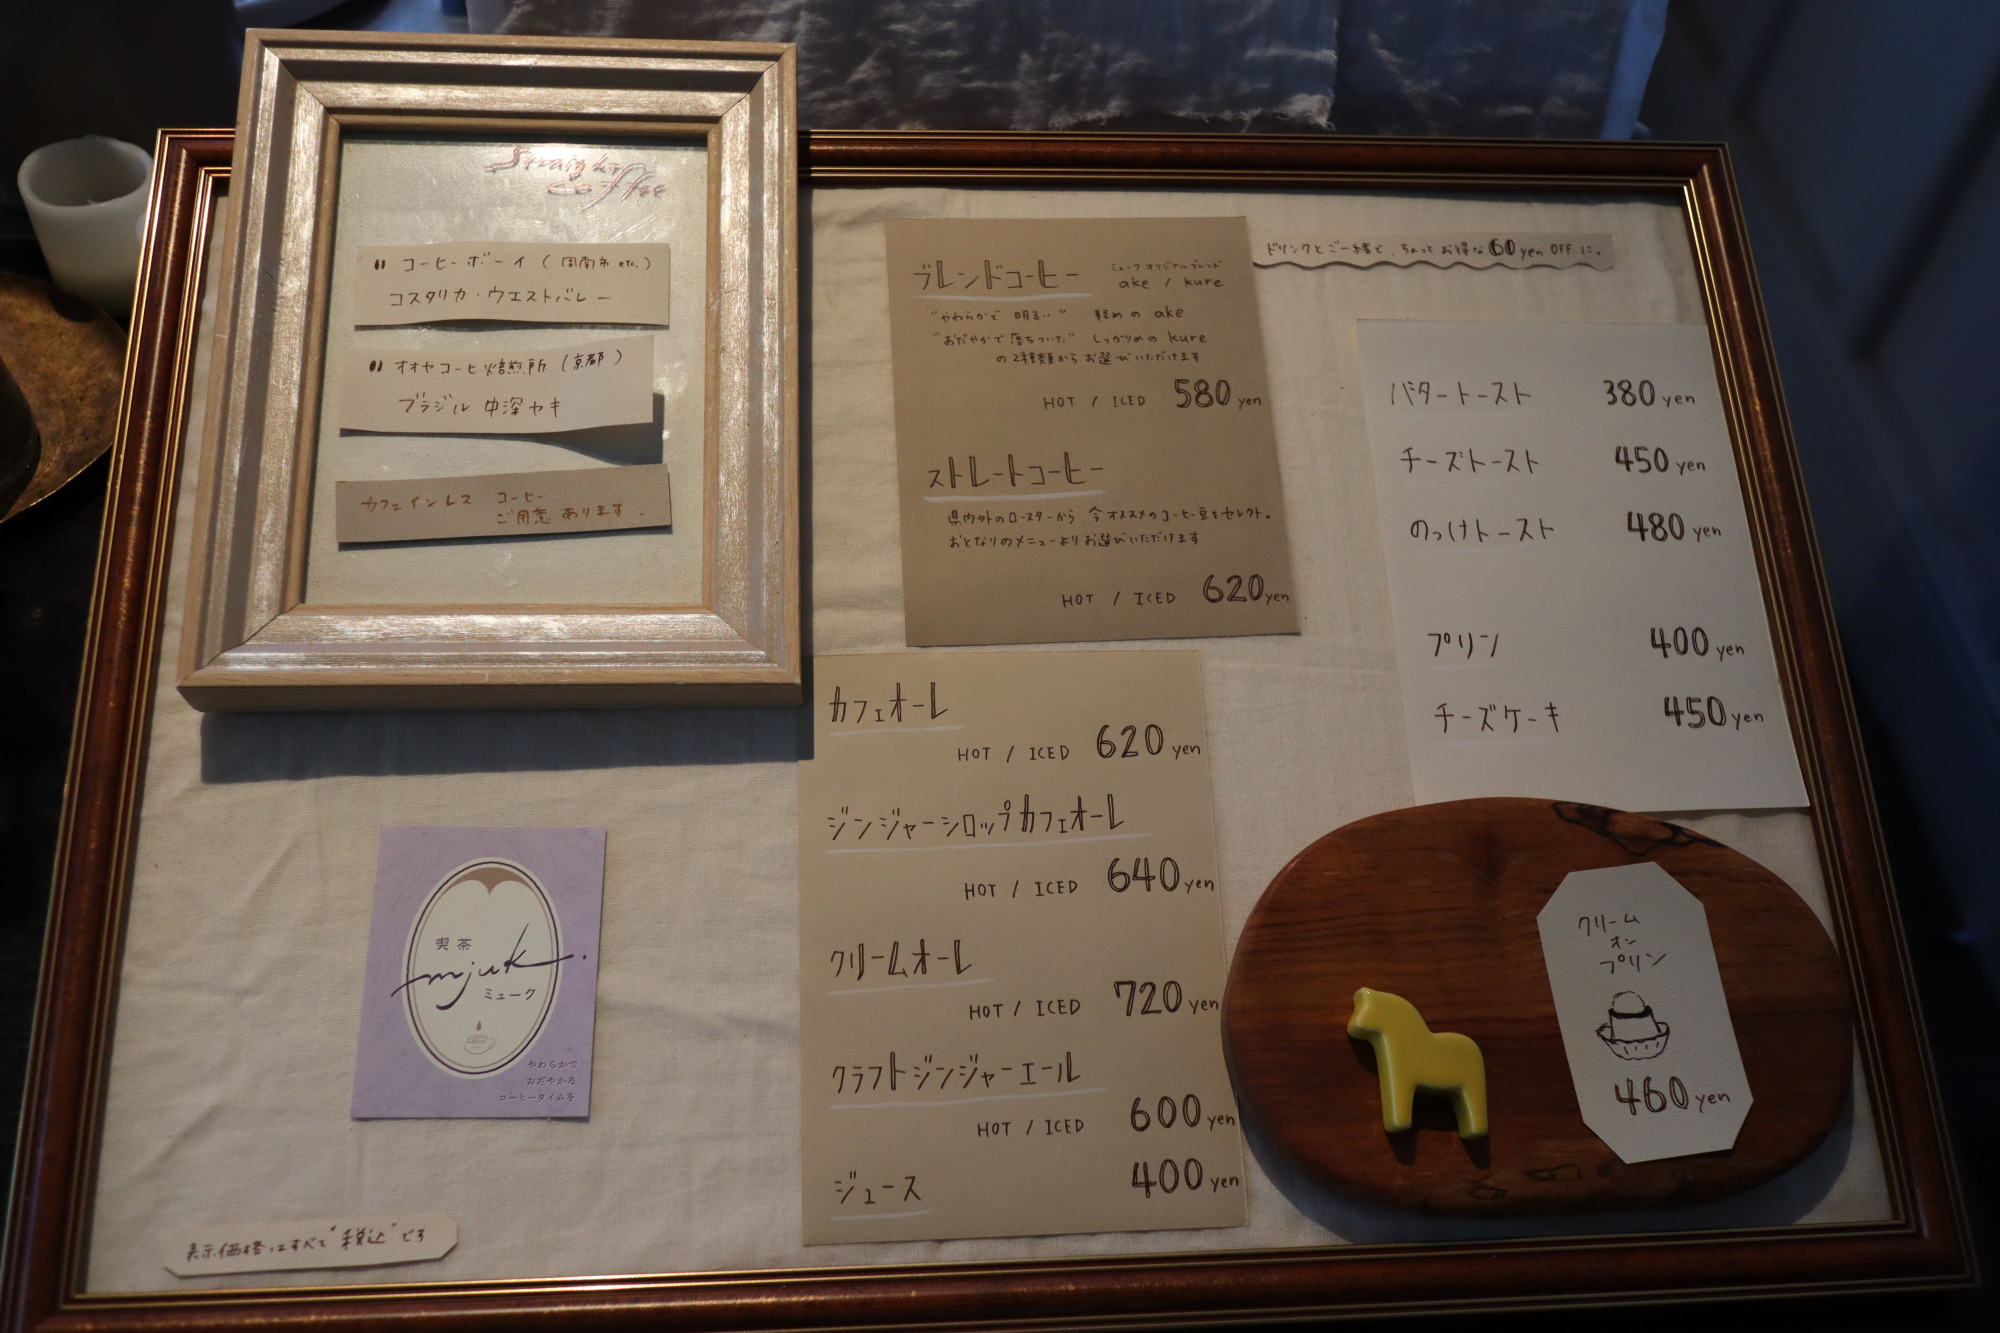 Straight
coffee
コーヒーボーイ ( 周南市 etc. )
コスタリカ・ウエストバレー
オオヤコーヒ焙煎所 ( 京都 )
ブラジル 中深ヤキ
カフェインレス コーヒー
ご用意 あります .
喫茶
mjuk.
ミューク
やわらかで
おだやかな
コーヒータイムを
表示価格はすべて"税込"です
ブレンドコーヒー
ミュークオリジナルブレンド
ake / kure
"やわらかで 明るい" 軽めの ake
"おだやかで落ちついた" しっかりめの kure
の2種類から お選びいただけます
HOT / ICED 580 yen
ストレートコーヒー
県内外のロースターから、今オススメのコーヒー豆をセレクト。
おとなりのメニューよりお選びいただけます
HOT / ICED 620 yen
カフェオーレ
HOT / ICED 620 yen
ジンジャーシロップカフェオーレ
HOT / ICED 640 yen
クリームオーレ
HOT / ICED 720 yen
クラフトジンジャーエール
HOT / ICED 600 yen
ジュース 400 yen
ドリンクとご一緒で、ちょっとお得な60yen OFFに。
バタートースト 380 yen
チーズトースト 450 yen
のっけトースト 480 yen
プリン 400 yen
チーズケーキ 450 yen
クリーム
オン
プリン
460 yen